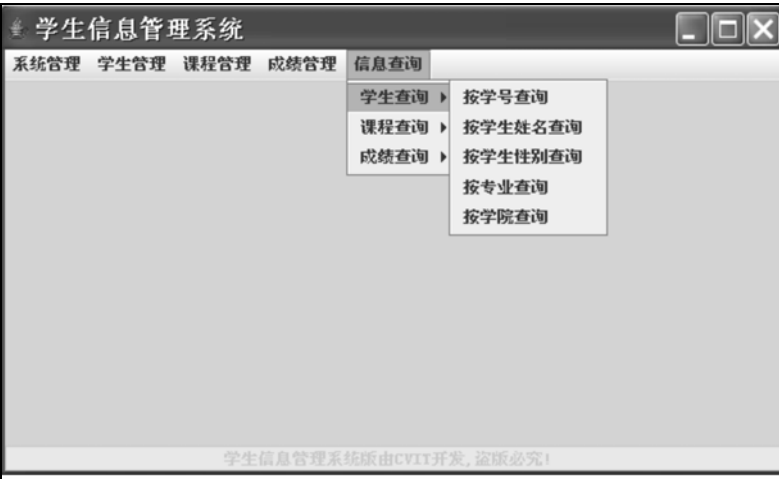 学生信息管理系统
系统管理 学生管理 课程管理 成绩管理 信息查询
学生查询 按学号查询
课程查询 按学生姓名查询
成绩查询 按学生性别查询
按专业查询
按学院查询
学生信息管理系统版由CVIT开发,盗版必究!